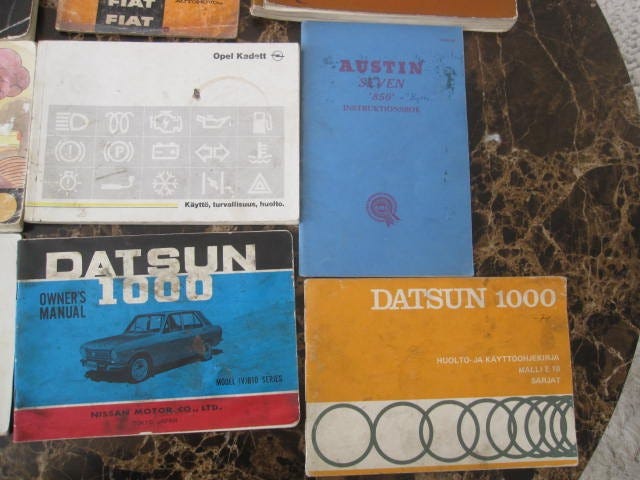 FIAT
FIAT
Opel Kadett
Käyttö, turvallisuus, huolto.
AUSTIN
SEVEN
'850'
INSTRUKTIONSBOK
DATSUN
1000
OWNER'S
MANUAL
NISSAN MOTOR CO., LTD.
TOKYO JAPAN
DATSUN 1000
HUOLTO-JA KÄYTTÖOHJEKIRJA
MALLI E 10
SARJAT